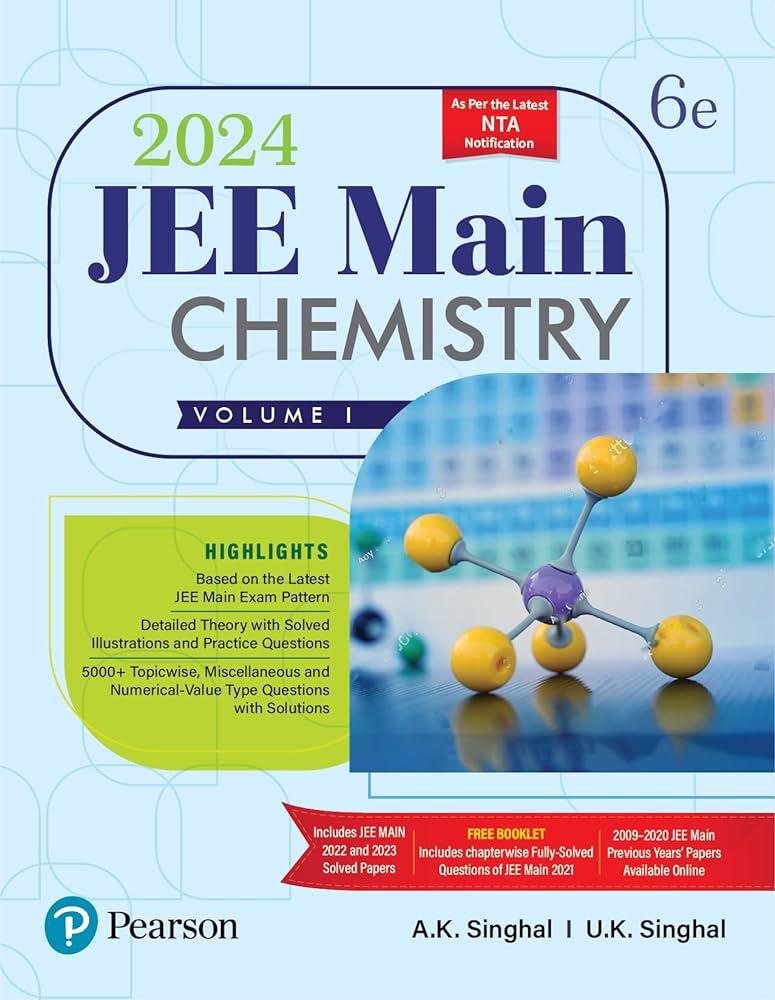 As Per the Latest
NTA
Notification
6e
2024
JEE Main
CHEMISTRY
VOLUME I
HIGHLIGHTS
Based on the Latest
JEE Main Exam Pattern
Detailed Theory with Solved
Illustrations and Practice Questions
5000+ Topicwise, Miscellaneous and
Numerical-Value Type Questions
with Solutions
Includes JEE MAIN
2022 and 2023
Solved Papers
FREE BOOKLET
Includes chapterwise Fully-Solved
Questions of JEE Main 2021
2009-2020 JEE Main
Previous Years' Papers
Available Online
P
Pearson
A.K. Singhal I U.K. Singhal